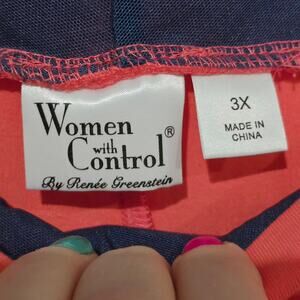 Women
with
Control®
By Renée Greenstein
3X
MADE IN
CHINA